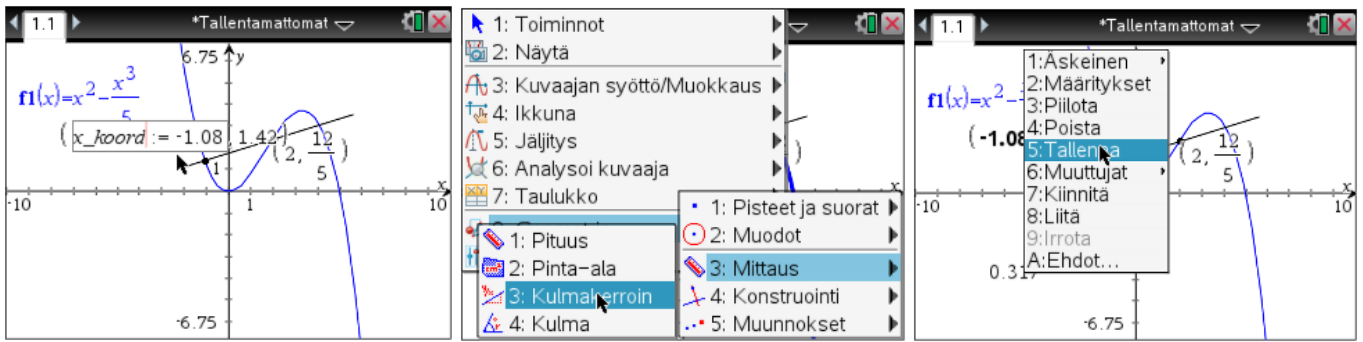 1.1
*Tallentamattomat
6.75 y
f1(x)=x²-x³/5
( x_koord := -1.08 , 1.42 )
(2, 12/5)
1
x
-10
1
10
-6.75
1: Toiminnot
2: Näytä
3: Kuvaajan syöttö/Muokkaus
4: Ikkuna
5: Jäljitys
6: Analysoi kuvaaja
7: Taulukko
1: Pisteet ja suorat
2: Muodot
3: Mittaus
4: Konstruointi
5: Muunnokset
1: Pituus
2: Pinta-ala
3: Kulmakerroin
4: Kulma
1.1
*Tallentamattomat
f1(x)=x²-
(-1.08
1:Äskeinen
2:Määritykset
3:Piilota
4:Poista
5:Tallenna
6:Muuttujat
7:Kiinnitä
8:Liitä
9:Irrota
A:Ehdot...
(2, 12/5)
x
-10
10
0.317
-6.75